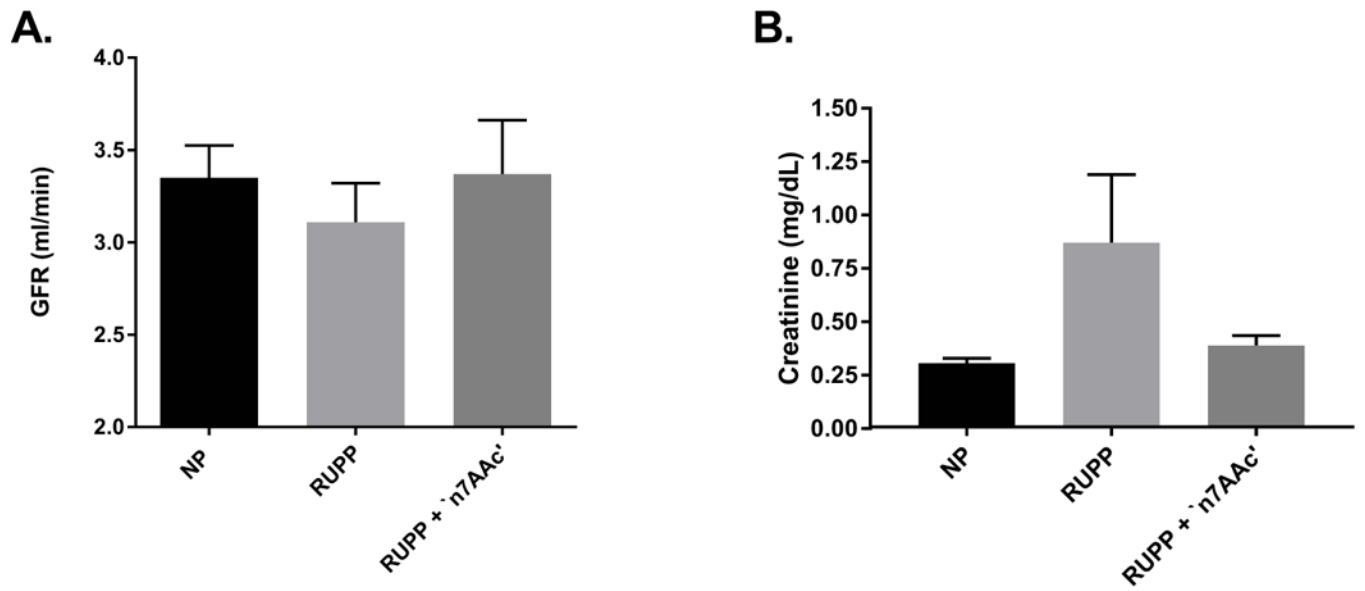 A.
GFR (ml/min)
4.0
3.5
3.0
2.5
2.0
NP
RUPP
RUPP + `n7AAc'
B.
Creatinine (mg/dL)
1.50
1.25
1.00
0.75
0.50
0.25
0.00
NP
RUPP
RUPP + `n7AAc'